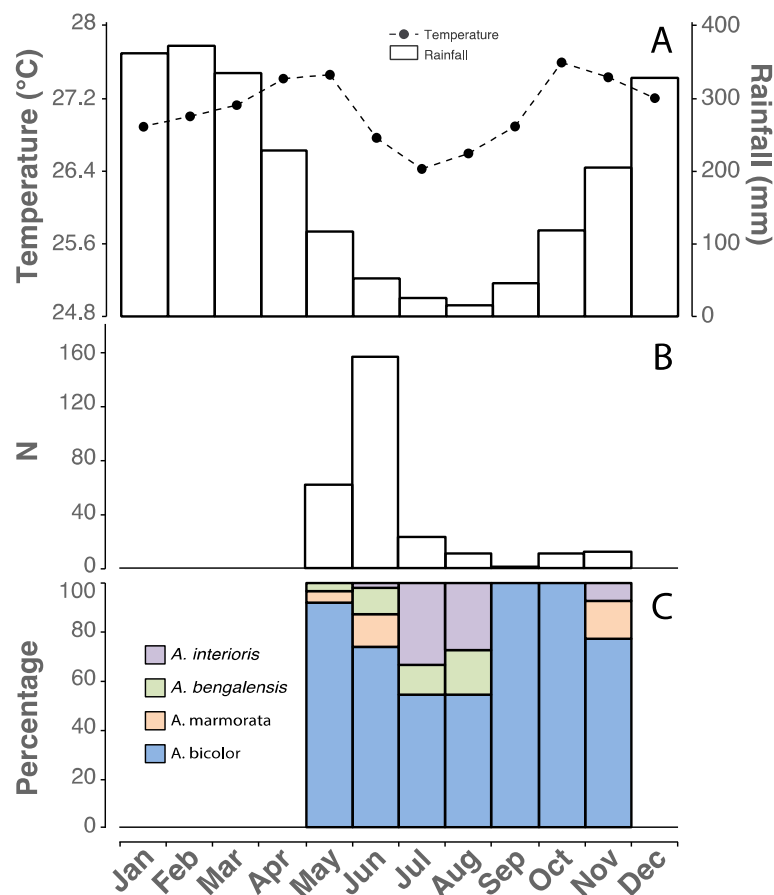 28
27.2
26.4
25.6
24.8
Temperature (°C)
Temperature
Rainfall
A
400
300
200
100
0
Rainfall (mm)
160
120
80
40
0
N
B
100
80
60
40
20
0
Percentage
C
A. interioris
A. bengalensis
A. marmorata
A. bicolor
Jan Feb Mar Apr May Jun Jul Aug Sep Oct Nov Dec